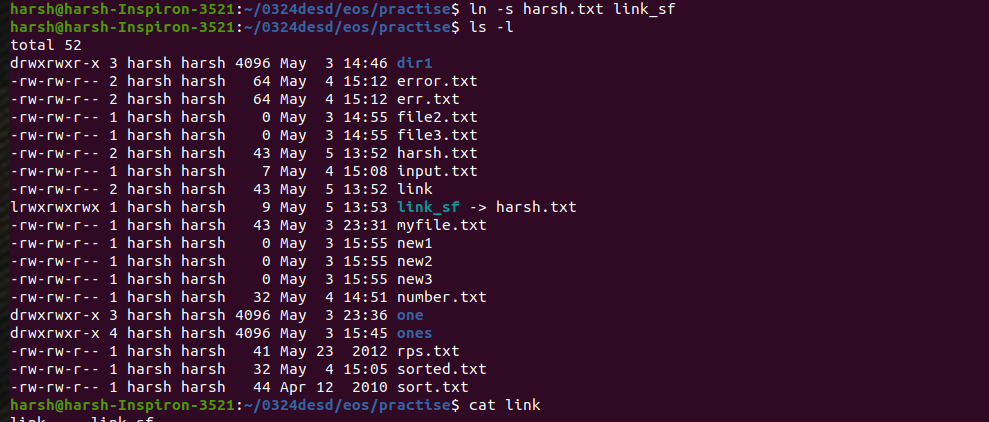 harsh@harsh-Inspiron-3521:~/0324desd/eos/practise$ ln -s harsh.txt link_sf
harsh@harsh-Inspiron-3521:~/0324desd/eos/practise$ ls -l
total 52
drwxrwxr-x 3 harsh harsh 4096 May  3 14:46 dir1
-rw-rw-r-- 2 harsh harsh   64 May  4 15:12 error.txt
-rw-rw-r-- 2 harsh harsh   64 May  4 15:12 err.txt
-rw-rw-r-- 1 harsh harsh    0 May  3 14:55 file2.txt
-rw-rw-r-- 1 harsh harsh    0 May  3 14:55 file3.txt
-rw-rw-r-- 2 harsh harsh   43 May  5 13:52 harsh.txt
-rw-rw-r-- 1 harsh harsh    7 May  4 15:08 input.txt
-rw-rw-r-- 2 harsh harsh   43 May  5 13:52 link
lrwxrwxrwx 1 harsh harsh    9 May  5 13:53 link_sf -> harsh.txt
-rw-rw-r-- 1 harsh harsh   43 May  3 23:31 myfile.txt
-rw-rw-r-- 1 harsh harsh    0 May  3 15:55 new1
-rw-rw-r-- 1 harsh harsh    0 May  3 15:55 new2
-rw-rw-r-- 1 harsh harsh    0 May  3 15:55 new3
-rw-rw-r-- 1 harsh harsh   32 May  4 14:51 number.txt
drwxrwxr-x 3 harsh harsh 4096 May  3 23:36 one
drwxrwxr-x 4 harsh harsh 4096 May  3 15:45 ones
-rw-rw-r-- 1 harsh harsh   41 May 23  2012 rps.txt
-rw-rw-r-- 1 harsh harsh   32 May  4 15:05 sorted.txt
-rw-rw-r-- 1 harsh harsh   44 Apr 12  2010 sort.txt
harsh@harsh-Inspiron-3521:~/0324desd/eos/practise$ cat link
link     link_sf